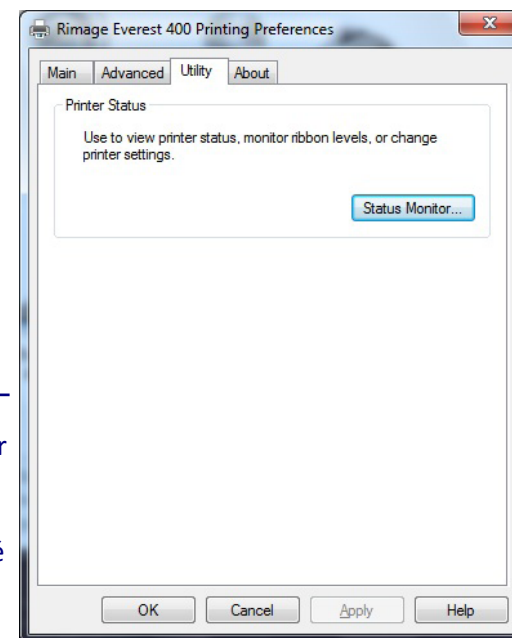 Rimage Everest 400 Printing Preferences
Main Advanced Utility About
Printer Status
Use to view printer status, monitor ribbon levels, or change
printer settings.
Status Monitor...
OK Cancel Apply Help